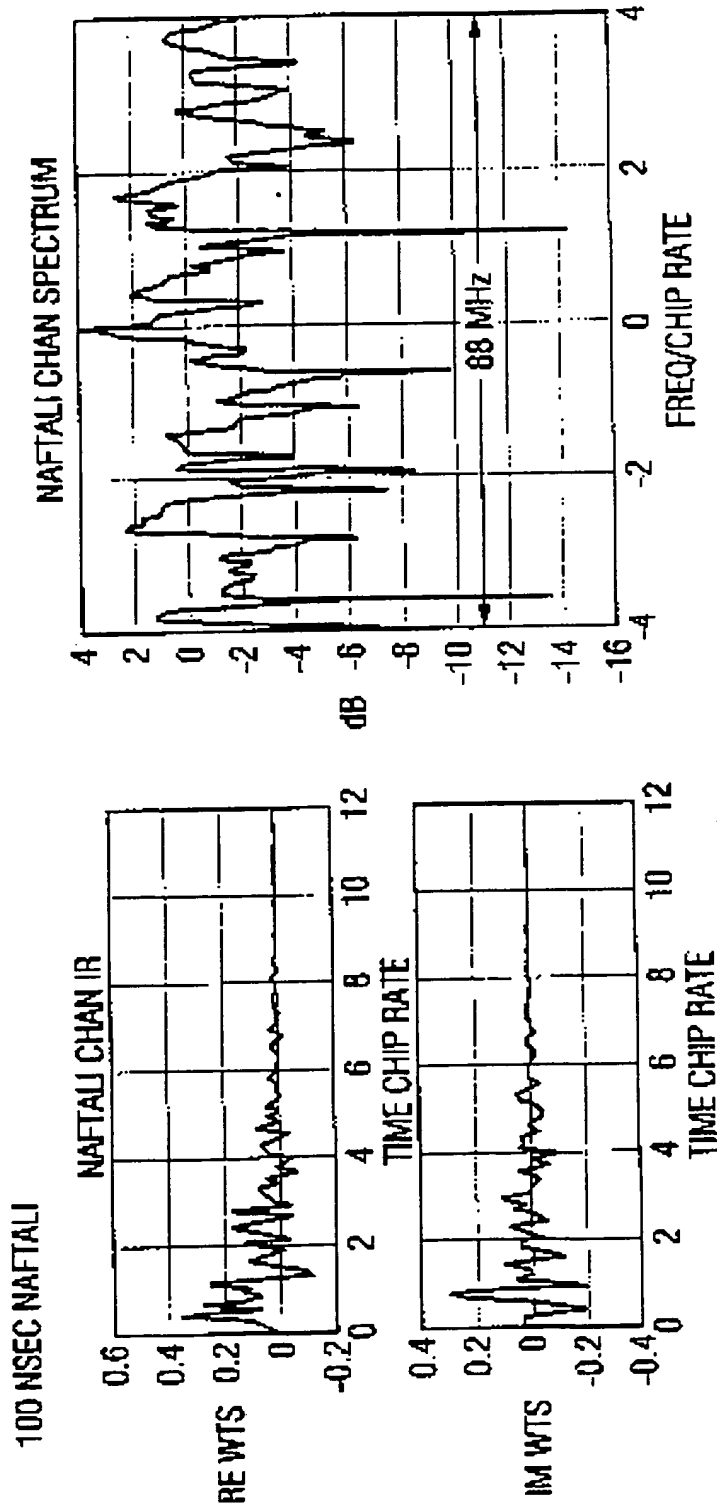 100 NSEC NAFTALI
NAFTALI CHAN IR
RE WTS
0.6
0.4
0.2
0
-0.2
0 2 4 6 8 10 12
TIME CHIP RATE
IM WTS
0.4
0.2
0
-0.2
-0.4
0 2 4 6 8 10 12
TIME CHIP RATE
NAFTALI CHAN SPECTRUM
dB
4
2
0
-2
-4
-6
-8
-10
-12
-14
-16
88 MHz
-4 -2 0 2 4
FREQ/CHIP RATE